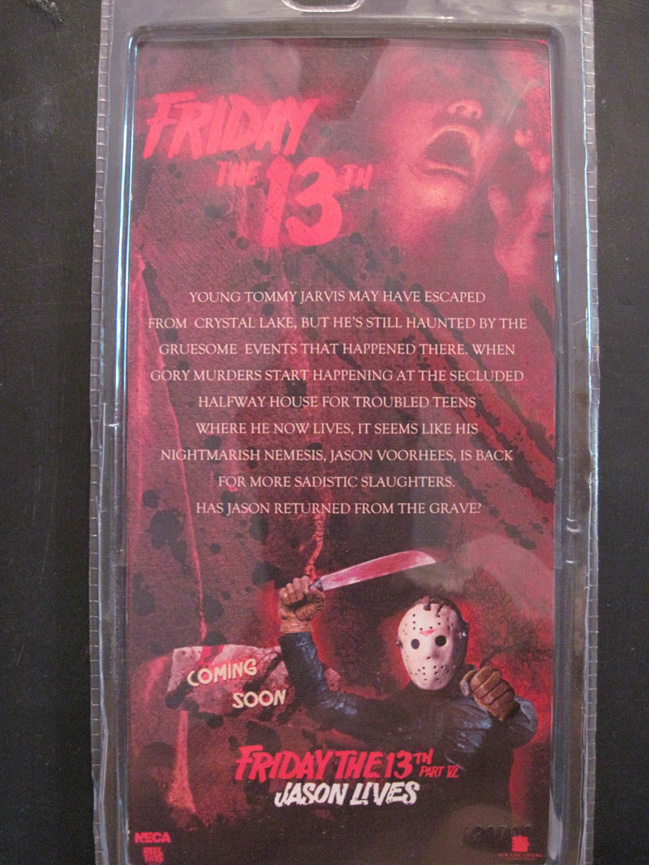 FRIDAY
THE 13TH
YOUNG TOMMY JARVIS MAY HAVE ESCAPED
FROM CRYSTAL LAKE, BUT HE'S STILL HAUNTED BY THE
GRUESOME EVENTS THAT HAPPENED THERE. WHEN
GORY MURDERS START HAPPENING AT THE SECLUDED
HALFWAY HOUSE FOR TROUBLED TEENS
WHERE HE NOW LIVES, IT SEEMS LIKE HIS
NIGHTMARISH NEMESIS, JASON VOORHEES, IS BACK
FOR MORE SADISTIC SLAUGHTERS.
HAS JASON RETURNED FROM THE GRAVE?
COMING
SOON
FRIDAY THE 13TH PART VI
JASON LIVES
NECA
REEL
TOYS